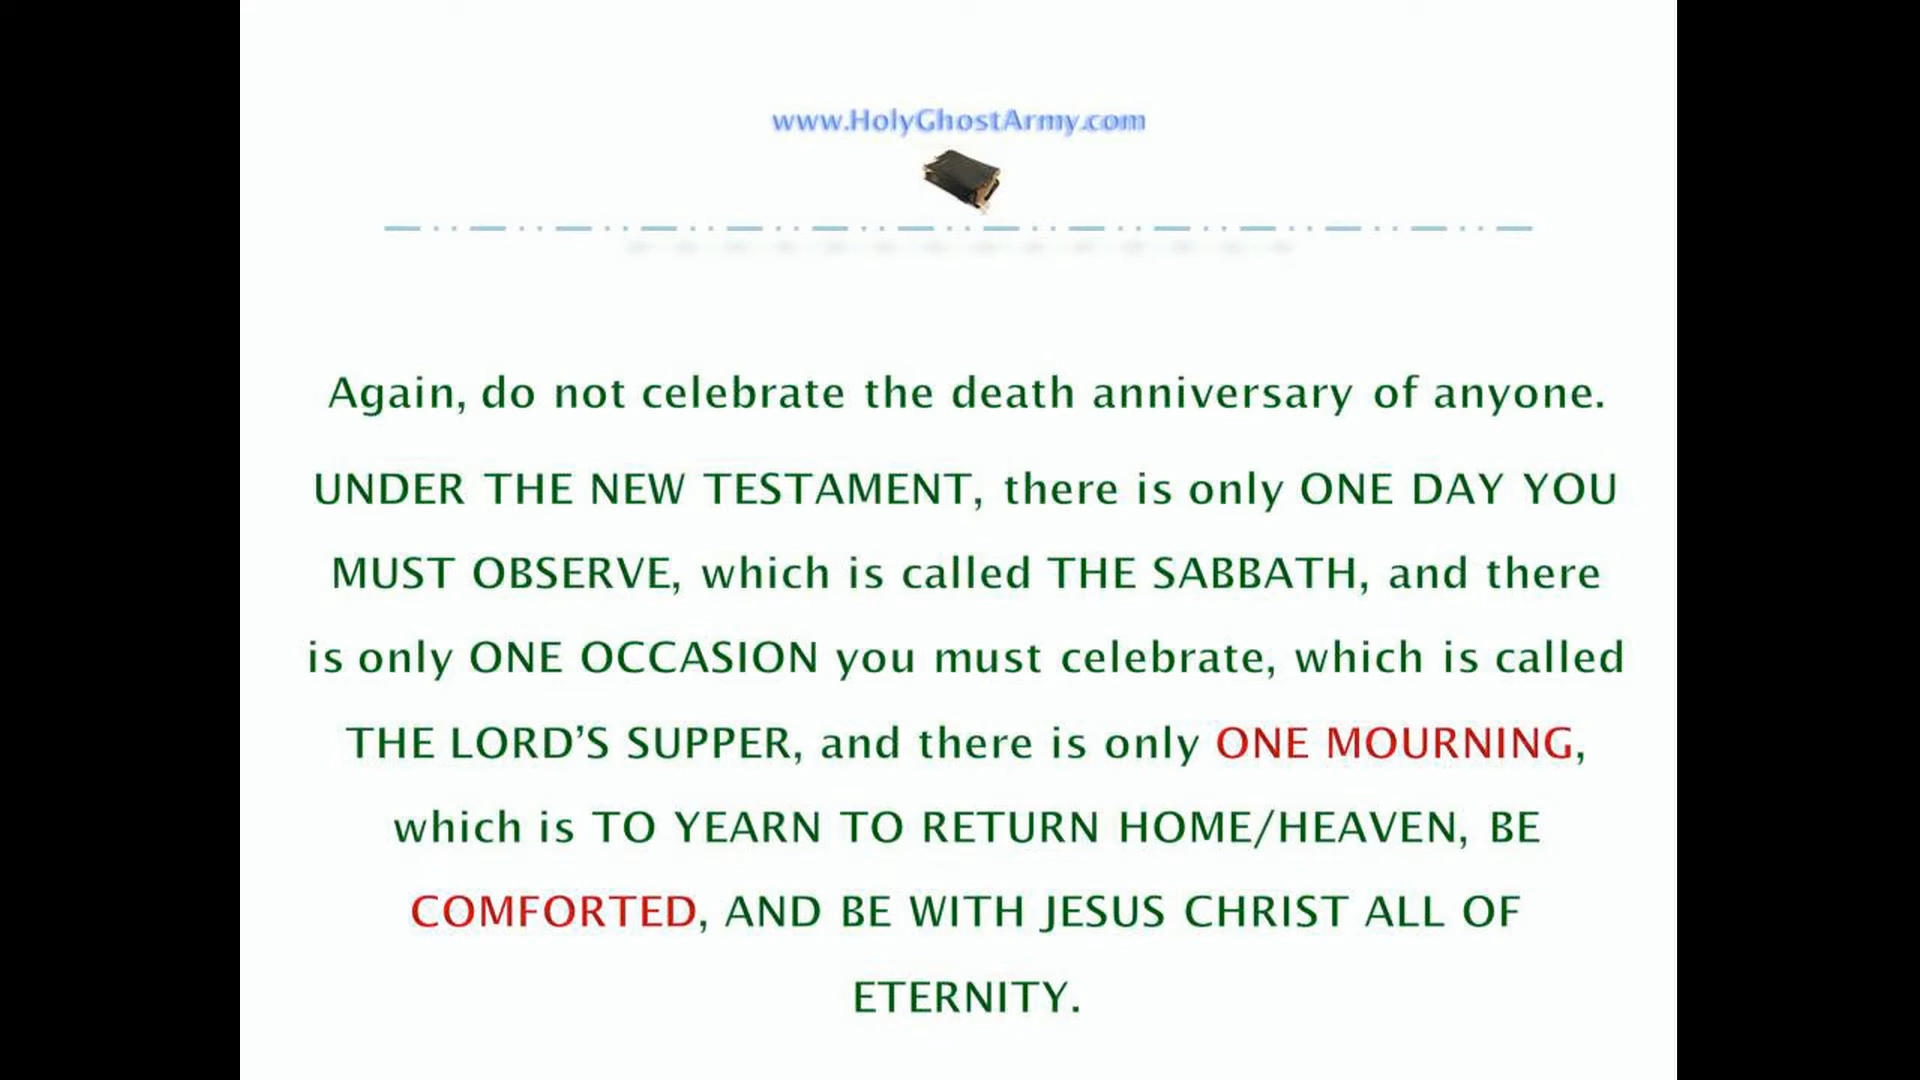 www.HolyGhostArmy.com
Again, do not celebrate the death anniversary of anyone.
UNDER THE NEW TESTAMENT, there is only ONE DAY YOU
MUST OBSERVE, which is called THE SABBATH, and there
is only ONE OCCASION you must celebrate, which is called
THE LORD’S SUPPER, and there is only ONE MOURNING,
which is TO YEARN TO RETURN HOME/HEAVEN, BE
COMFORTED, AND BE WITH JESUS CHRIST ALL OF
ETERNITY.